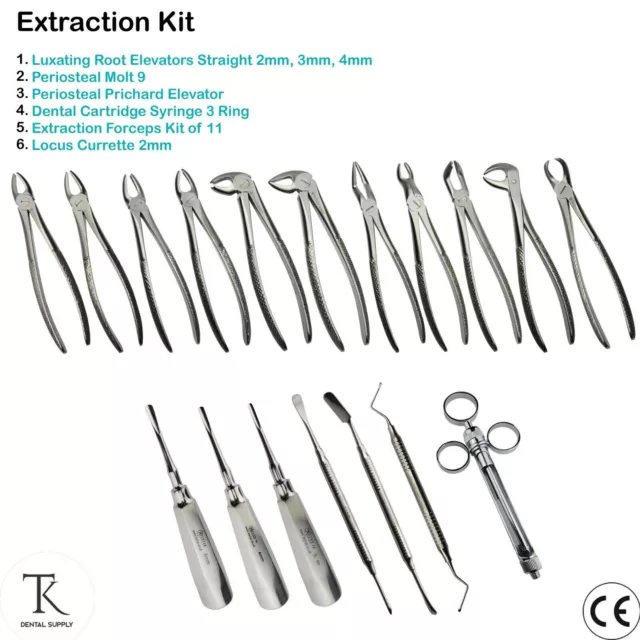 Extraction Kit
1. Luxating Root Elevators Straight 2mm, 3mm, 4mm
2. Periosteal Molt 9
3. Periosteal Prichard Elevator
4. Dental Cartridge Syringe 3 Ring
5. Extraction Forceps Kit of 11
6. Locus Currette 2mm
TK
DENTAL SUPPLY
CE